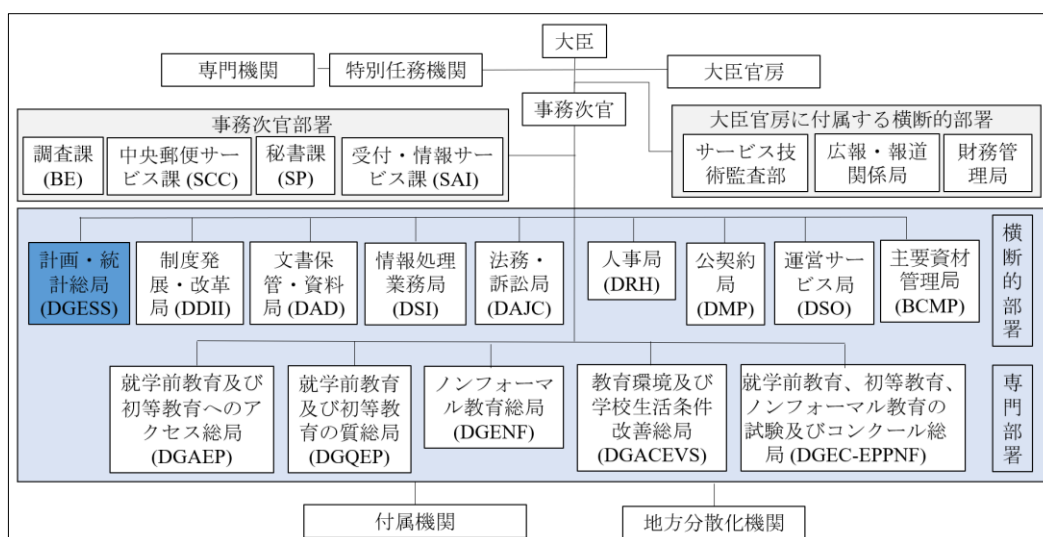 大臣
専門機関
特別任務機関
大臣官房
事務次官
事務次官部署
調査課
(BE)
中央郵便サー
ビス課 (SCC)
秘書課
(SP)
受付・情報サー
ビス課 (SAI)
大臣官房に付属する横断的部署
サービス技
術監査部
広報・報道
関係局
財務管
理局
計画・統
計総局
(DGESS)
制度発
展・改革
局 (DDII)
文書保
管・資料
局 (DAD)
情報処理
業務局
(DSI)
法務・
訴訟局
(DAJC)
人事局
(DRH)
公契約
局
(DMP)
運営サー
ビス局
(DSO)
主要資材
管理局
(BCMP)
横断的部署
就学前教育及び
初等教育へのア
クセス総局
(DGAEP)
就学前教育
及び初等教
育の質総局
(DGQEP)
ノンフォーマ
ル教育総局
(DGENF)
教育環境及び
学校生活条件
改善総局
(DGACEVS)
就学前教育、初等教育、
ノンフォーマル教育の
試験及びコンクール総
局 (DGEC-EPPNF)
専門部署
付属機関
地方分散化機関